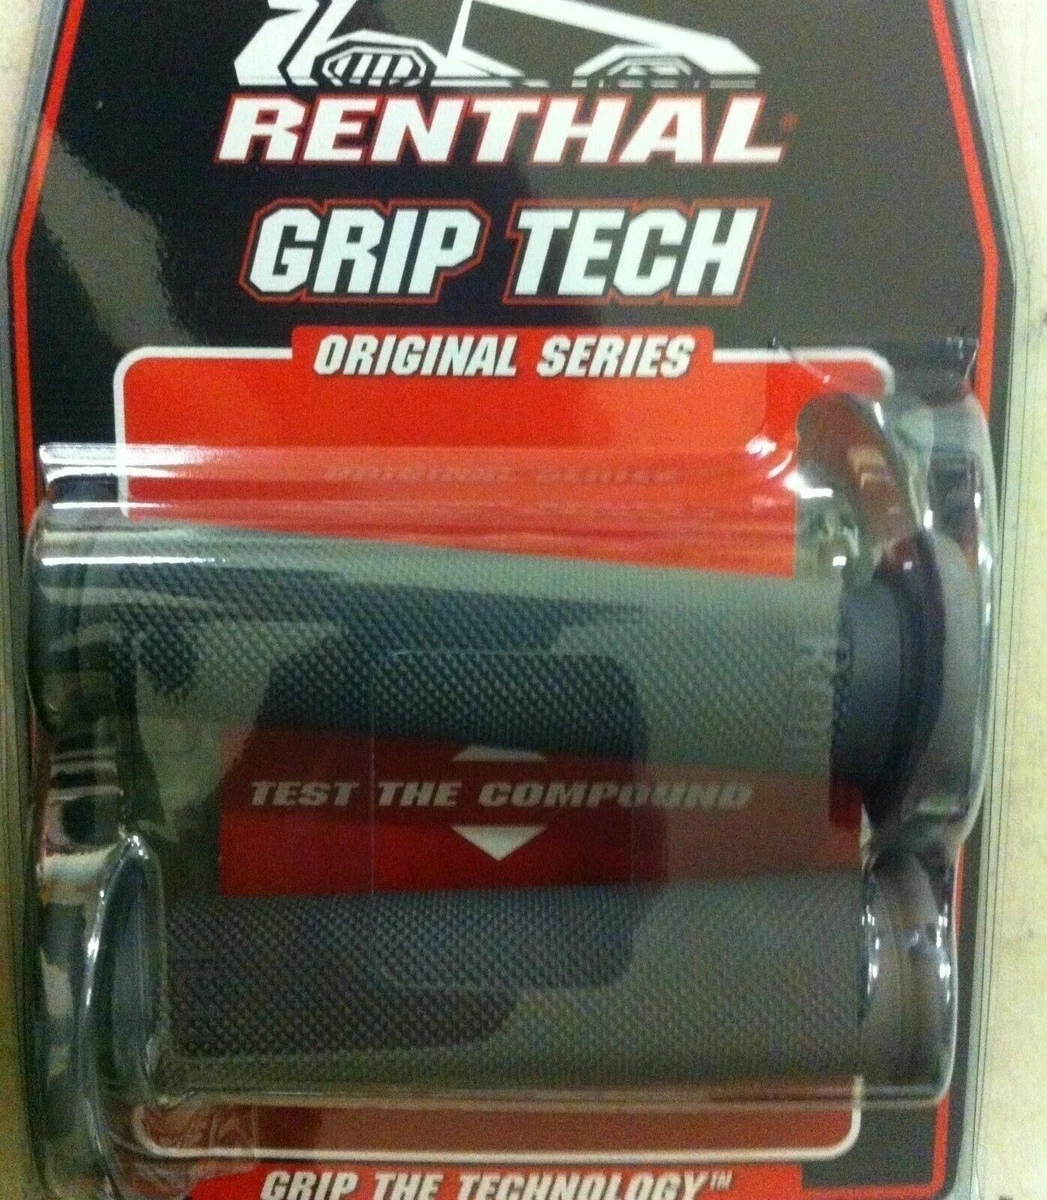 RENTHAL®
GRIP TECH
ORIGINAL SERIES
TEST THE COMPOUND
GRIP THE TECHNOLOGY™